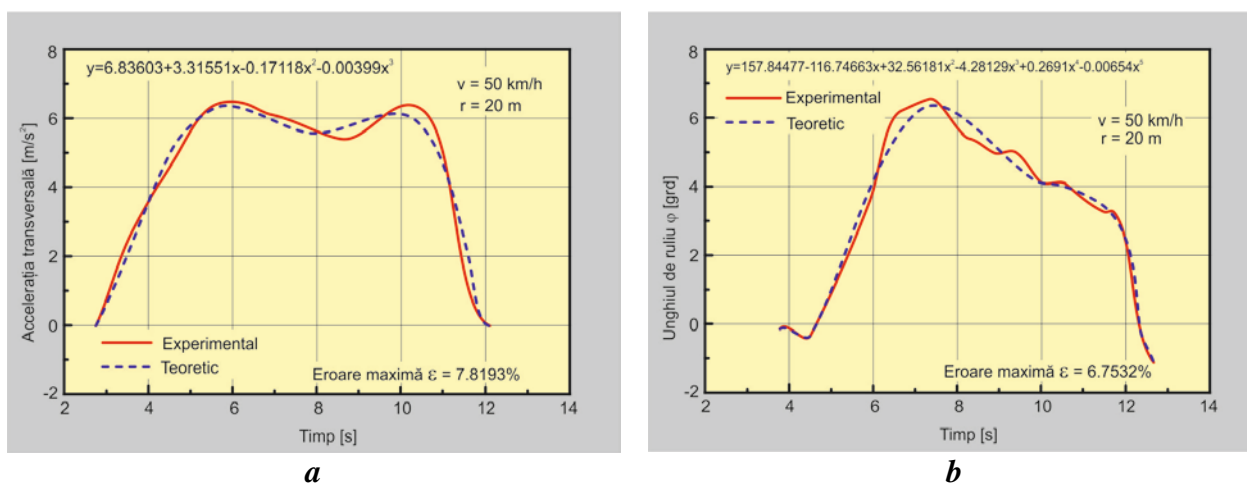 8
y=6.83603+3.31551x-0.17118x²-0.00399x³
v = 50 km/h
r = 20 m
6
4
2
0
-2
Accelerația transversală [m/s²]
Experimental
Teoretic
Eroare maximă ε = 7.8193%
2 4 6 8 10 12 14
Timp [s]
a
8
y=157.84477-116.74663x+32.56181x²-4.28129x³+0.2691x⁴-0.00654x⁵
Experimental
Teoretic
v = 50 km/h
r = 20 m
6
4
2
0
-2
Unghiul de ruliu φ [grd]
Eroare maximă ε = 6.7532%
2 4 6 8 10 12 14
Timp [s]
b